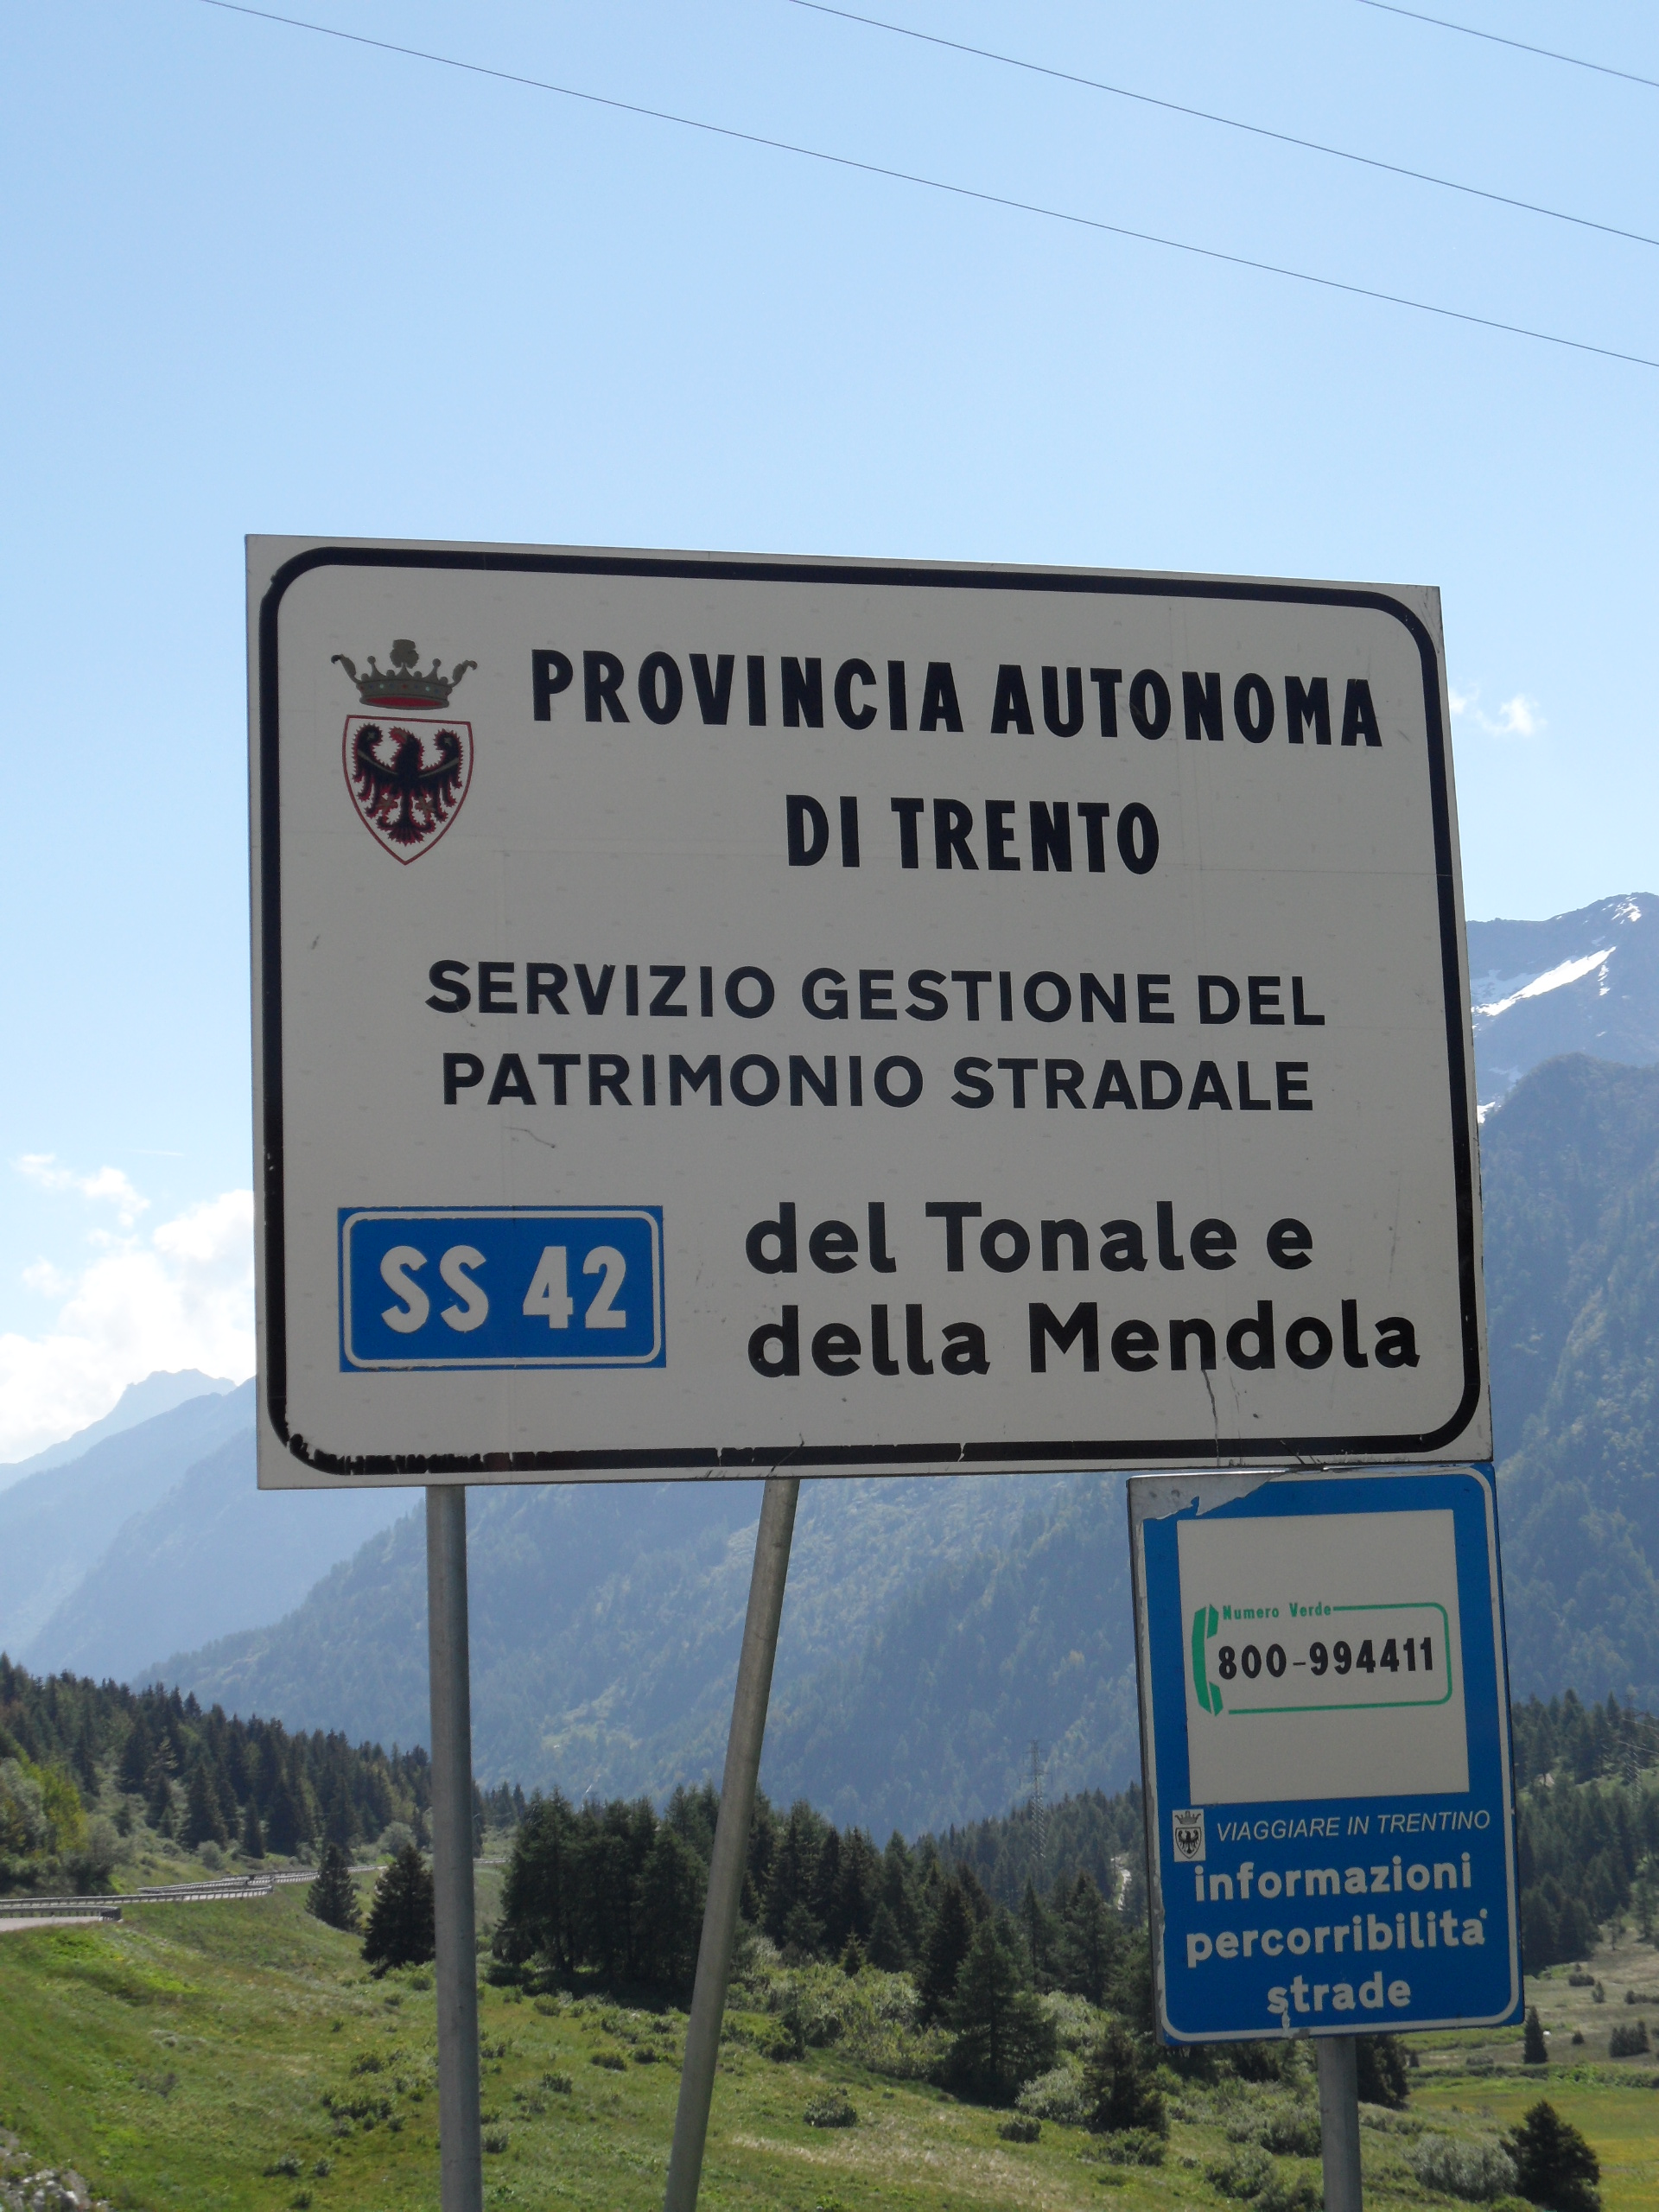 PROVINCIA AUTONOMA
DI TRENTO
SERVIZIO GESTIONE DEL
PATRIMONIO STRADALE
SS 42
del Tonale e
della Mendola
Numero Verde
800-994411
VIAGGIARE IN TRENTINO
informazioni
percorribilita'
strade